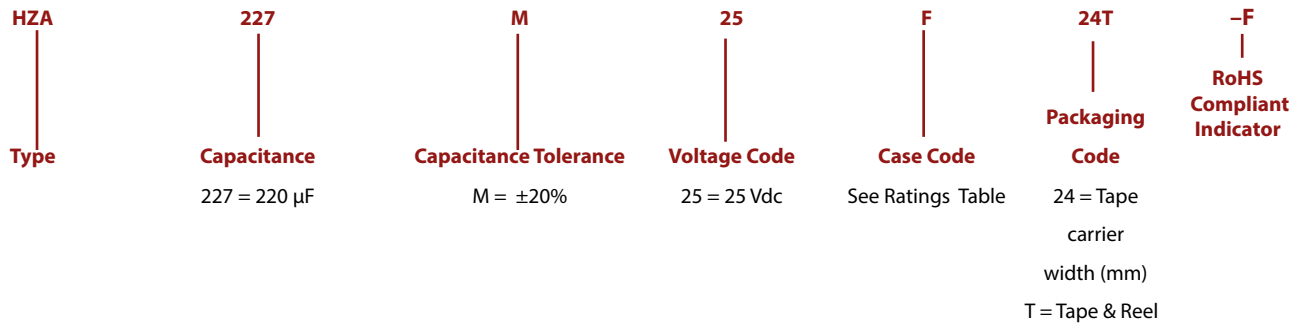 HZA 227 M 25 F 24T –F
RoHS
Compliant
Indicator
Packaging
Type Capacitance Capacitance Tolerance Voltage Code Case Code Code
227 = 220 µF M = ±20% 25 = 25 Vdc See Ratings Table 24 = Tape
carrier
width (mm)
T = Tape & Reel